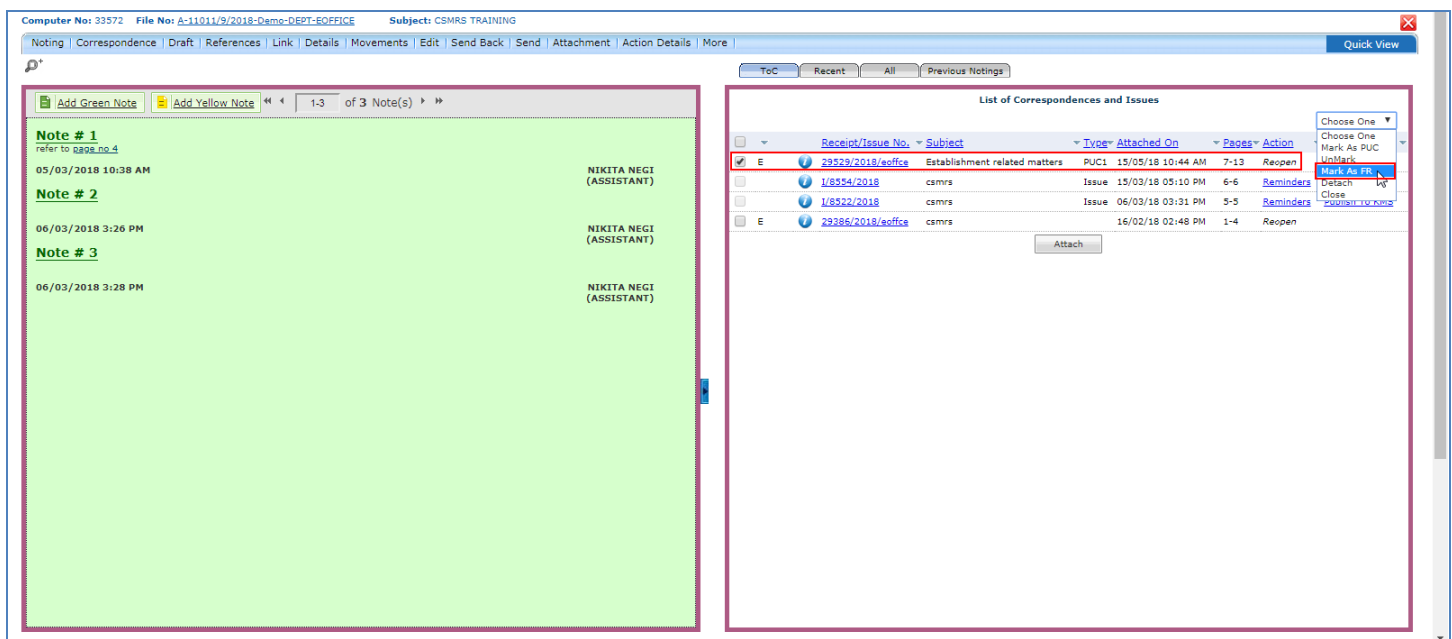 Computer No: 33572 File No: A-11011/9/2018-Demo-DEPT-EOFFICE Subject: CSMRS TRAINING
Noting | Correspondence | Draft | References | Link | Details | Movements | Edit | Send Back | Send | Attachment | Action Details | More |
Quick View
ToC Recent All Previous Notings
Add Green Note Add Yellow Note 1-3 of 3 Note(s)
Note # 1
refer to page no 4
05/03/2018 10:38 AM NIKITA NEGI
(ASSISTANT)
Note # 2
06/03/2018 3:26 PM NIKITA NEGI
(ASSISTANT)
Note # 3
06/03/2018 3:28 PM NIKITA NEGI
(ASSISTANT)
List of Correspondences and Issues
Choose One
Choose One
Mark As PUC
UnMark
Mark As FR
Detach
Close
Receipt/Issue No. Subject Type Attached On Pages Action
E 29529/2018/eoffce Establishment related matters PUC1 15/05/18 10:44 AM 7-13 Reopen
I/8554/2018 csmrs Issue 15/03/18 05:10 PM 6-6 Reminders
I/8522/2018 csmrs Issue 06/03/18 03:31 PM 5-5 Reminders Publish To KMS
E 29386/2018/eoffce csmrs 16/02/18 02:48 PM 1-4 Reopen
Attach